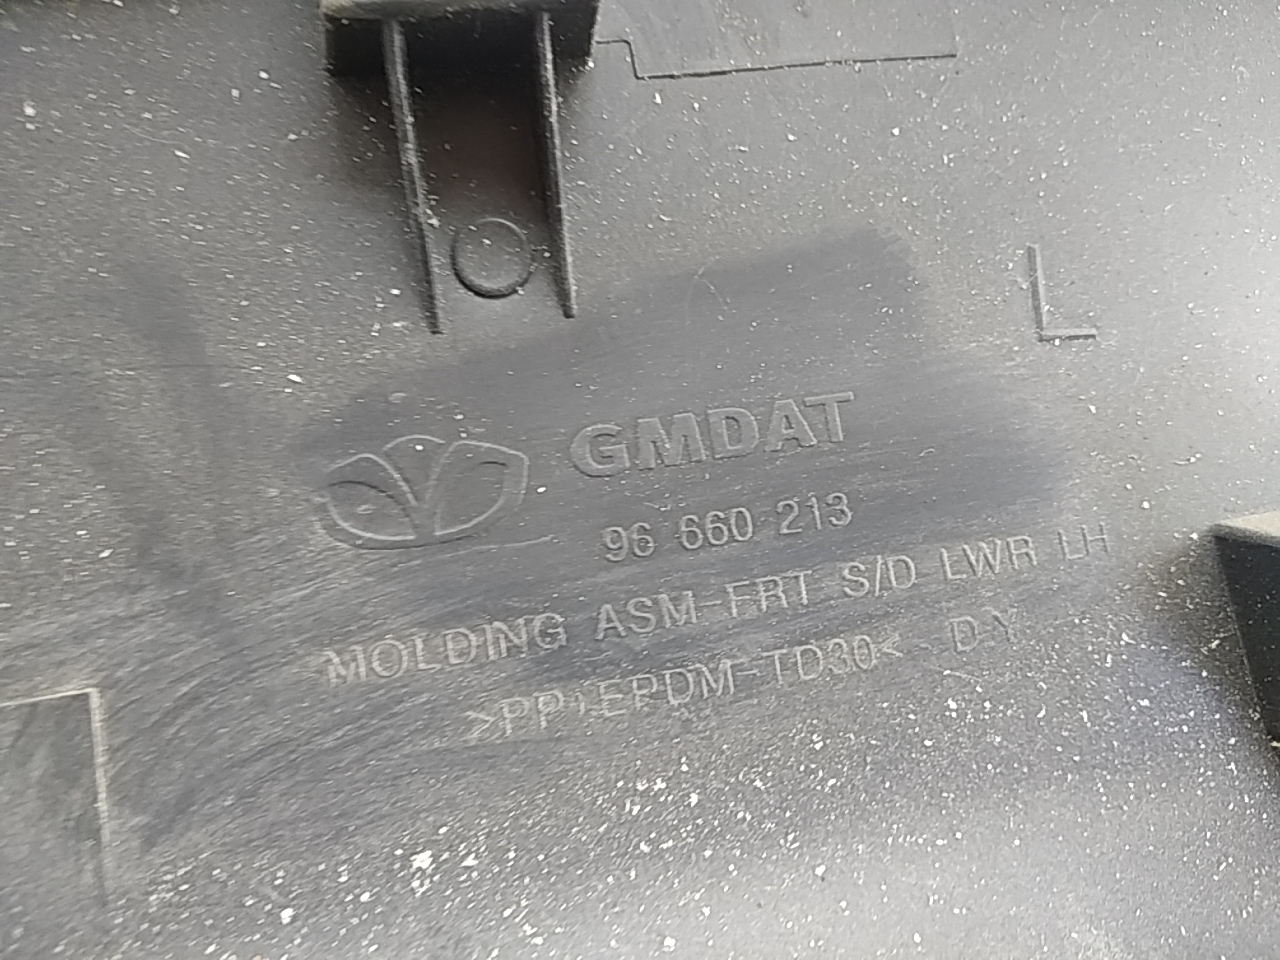 L
GMDAT
96 660 213
MOLDING ASM-FRT S/D LWR LH
>PP+EPDM-TD30< DY